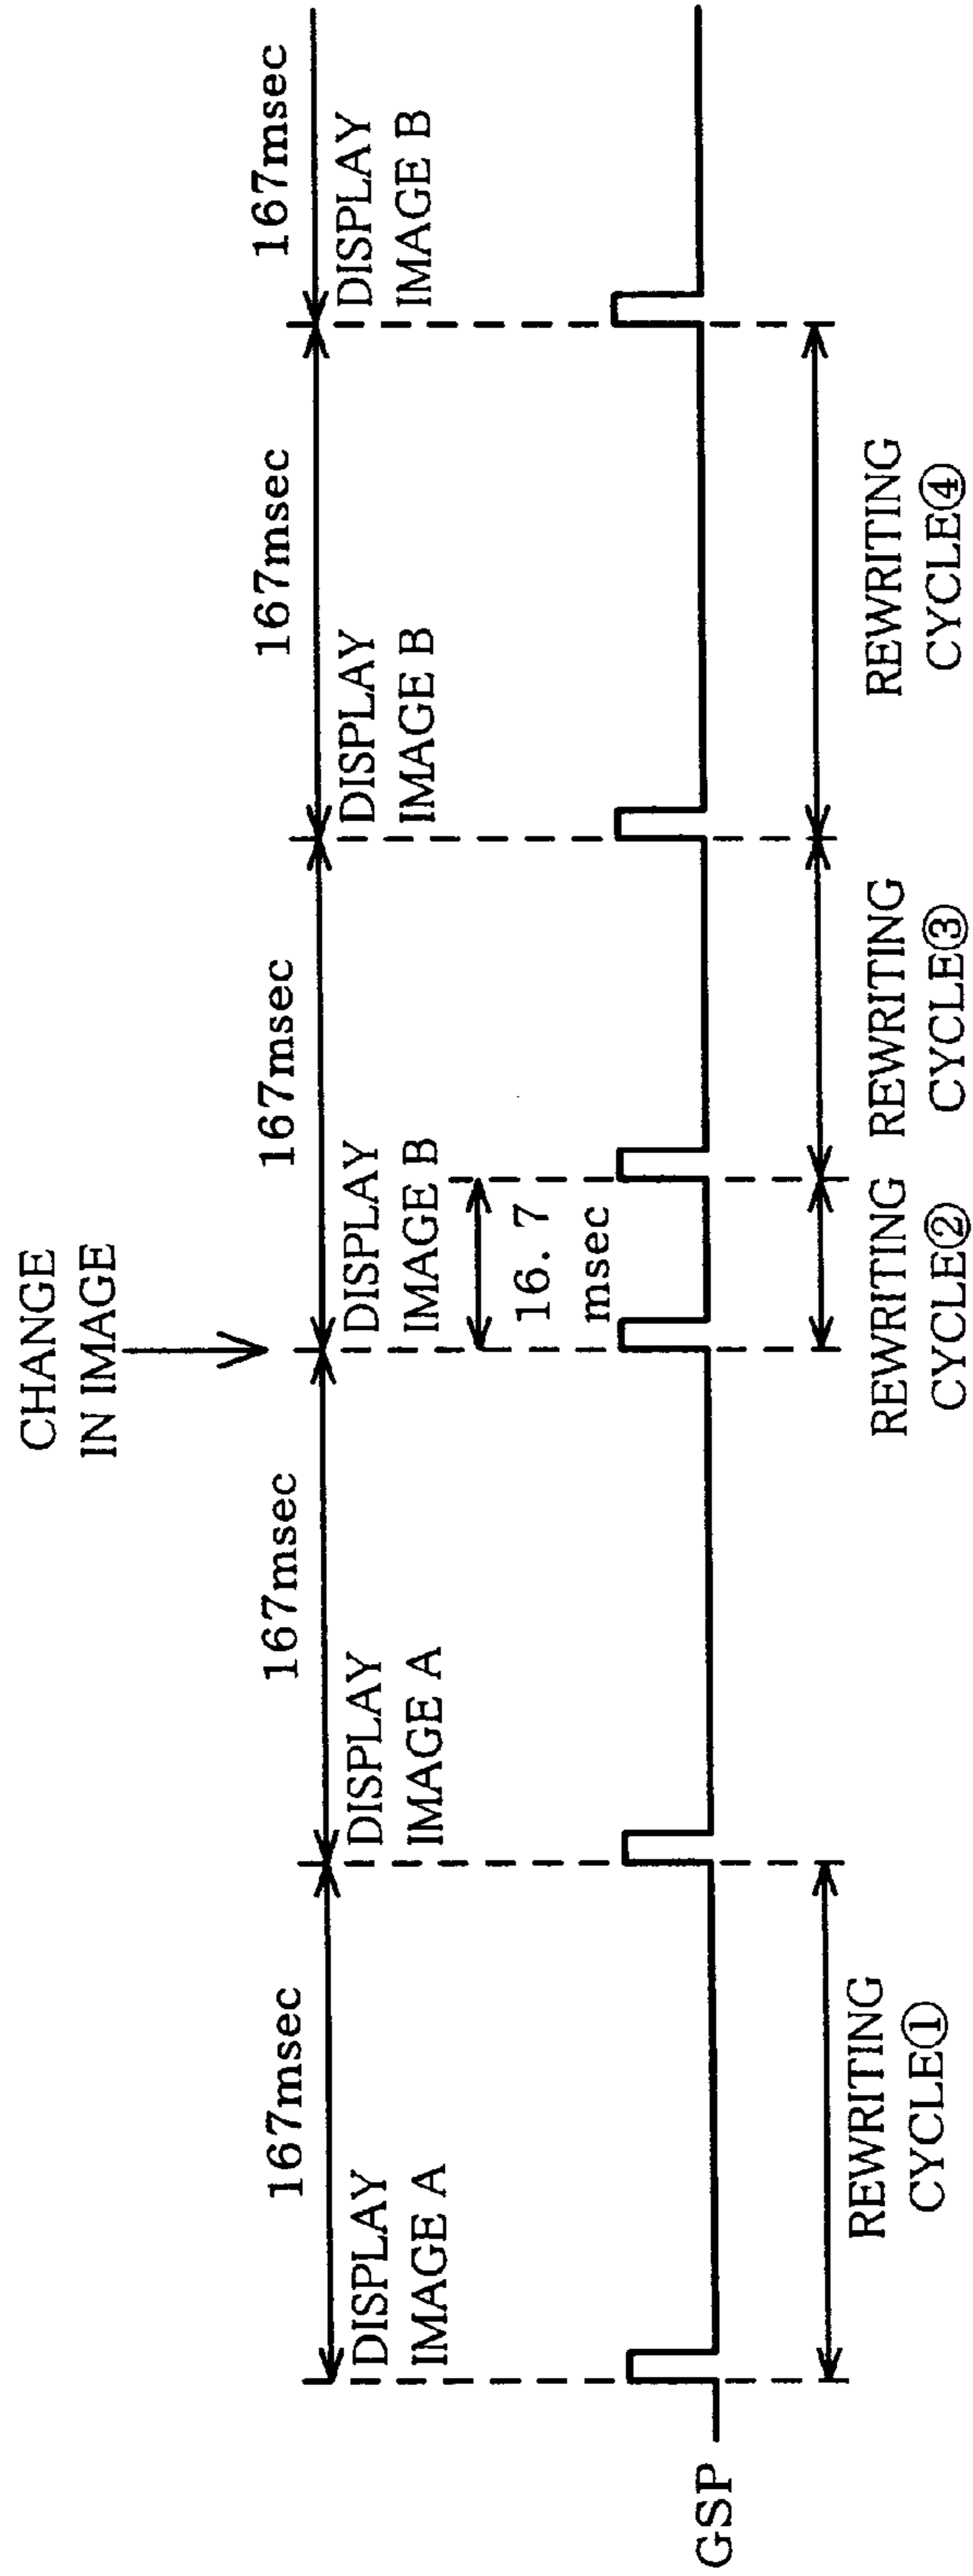 CHANGE
IN IMAGE
167msec
167msec
167msec
167msec
167msec
DISPLAY
IMAGE A
DISPLAY
IMAGE A
DISPLAY
IMAGE B
DISPLAY
IMAGE B
DISPLAY
IMAGE B
16.7
msec
GSP
REWRITING
CYCLE①
REWRITING
CYCLE②
REWRITING
CYCLE③
REWRITING
CYCLE④